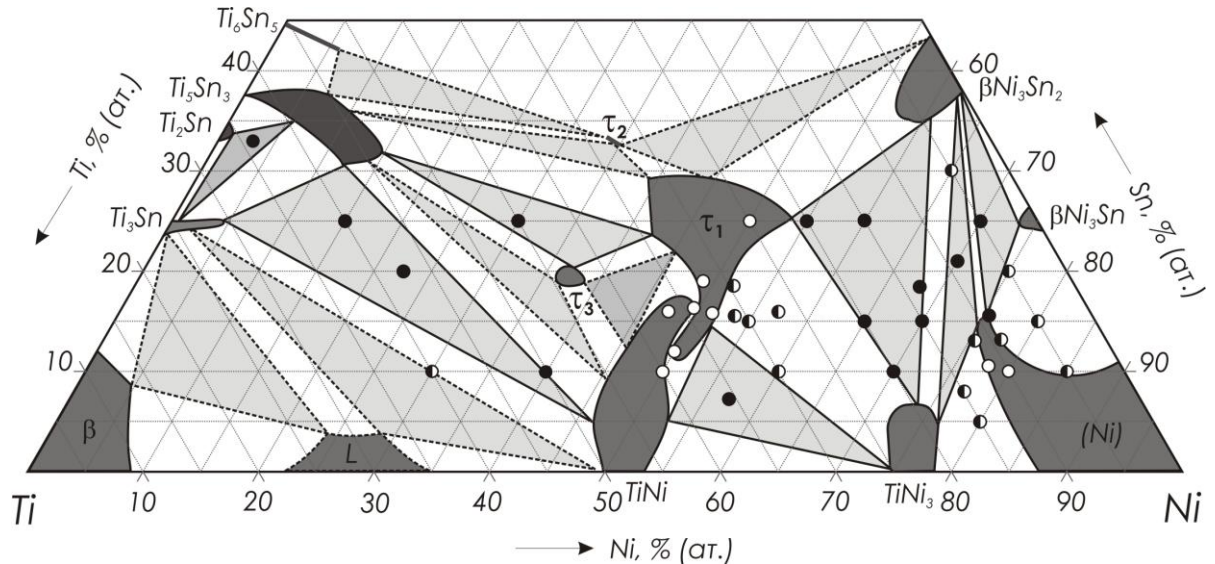 Ti₆Sn₅
40
60
Ti₅Sn₃
βNi₃Sn₂
Ti₂Sn
τ₂
Ti, % (ат.)
30
70
Sn, % (ат.)
Ti₃Sn
τ₁
βNi₃Sn
20
τ₃
80
10
90
β
L
(Ni)
Ti
10
20
30
40
50
TiNi
60
70
TiNi₃
80
90
Ni
Ni, % (ат.)